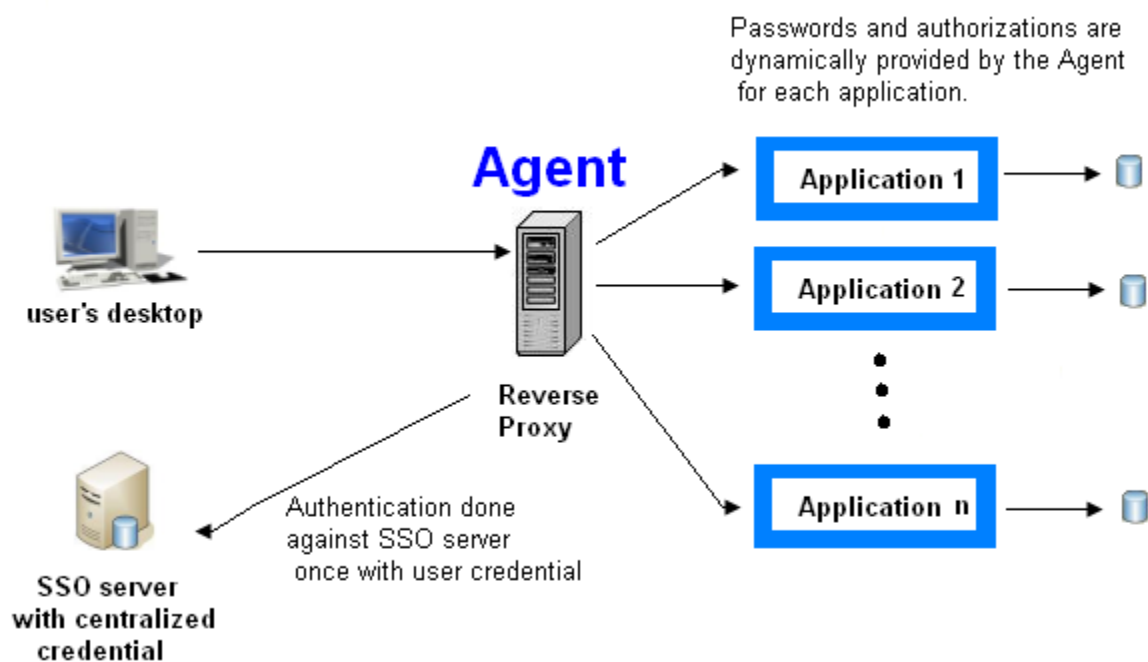 Passwords and authorizations are
dynamically provided by the Agent
for each application.
Agent
Application 1
user's desktop
Application 2
Reverse
Proxy
Application n
Authentication done
against SSO server
once with user credential
SSO server
with centralized
credential